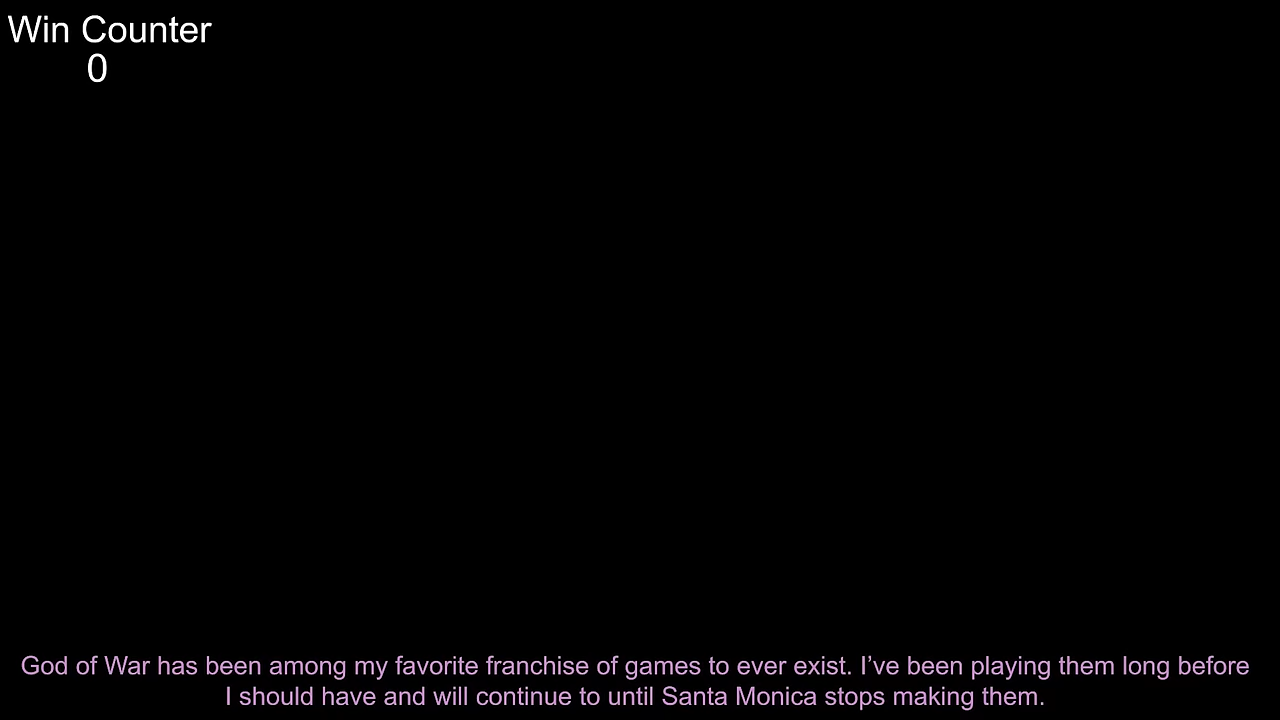 Win Counter
0
God of War has been among my favorite franchise of games to ever exist. I’ve been playing them long before
I should have and will continue to until Santa Monica stops making them.